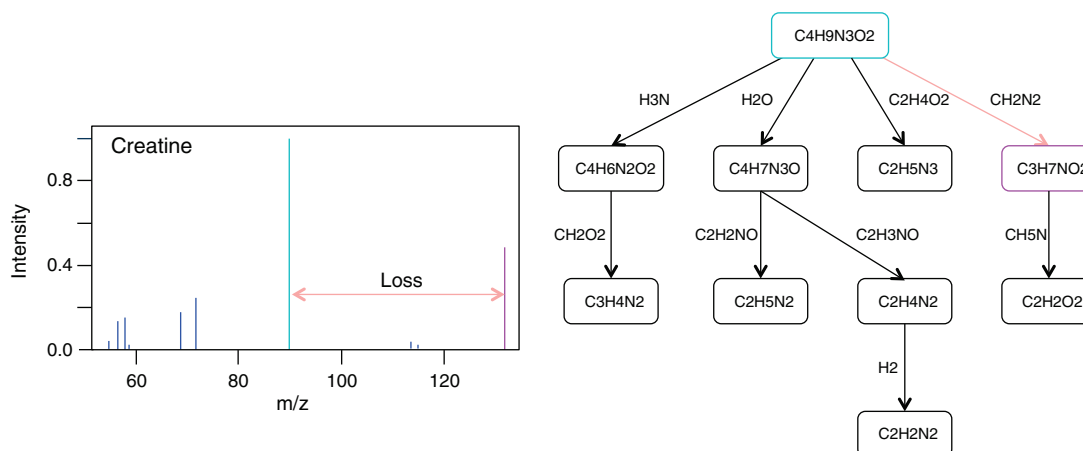 Creatine
Intensity
0.8
0.4
0.0
Loss
60
80
100
120
m/z
C4H9N3O2
H3N
H2O
C2H4O2
CH2N2
C4H6N2O2
C4H7N3O
C2H5N3
C3H7NO2
CH2O2
C2H2NO
C2H3NO
CH5N
C3H4N2
C2H5N2
C2H4N2
C2H2O2
H2
C2H2N2